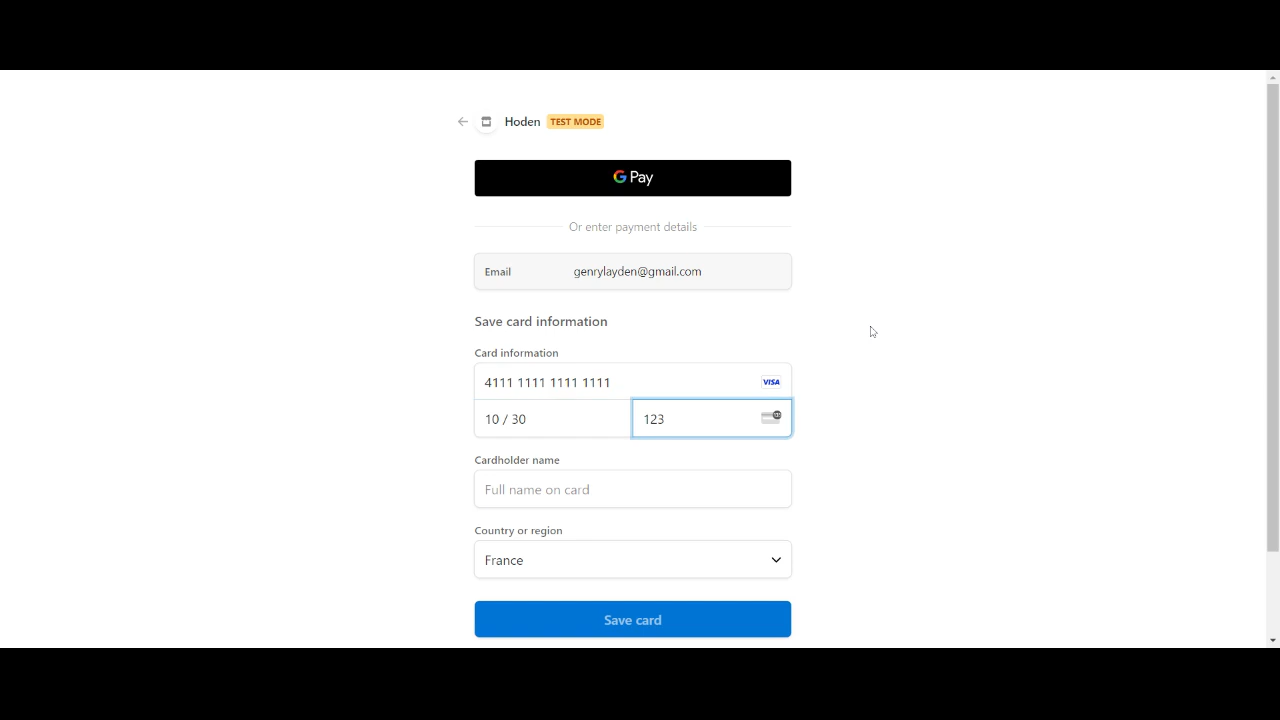 Hoden TEST MODE
G Pay
Or enter payment details
Email genrylayden@gmail.com
Save card information
Card information
4111 1111 1111 1111 VISA
10 / 30 123
Cardholder name
Full name on card
Country or region
France
Save card